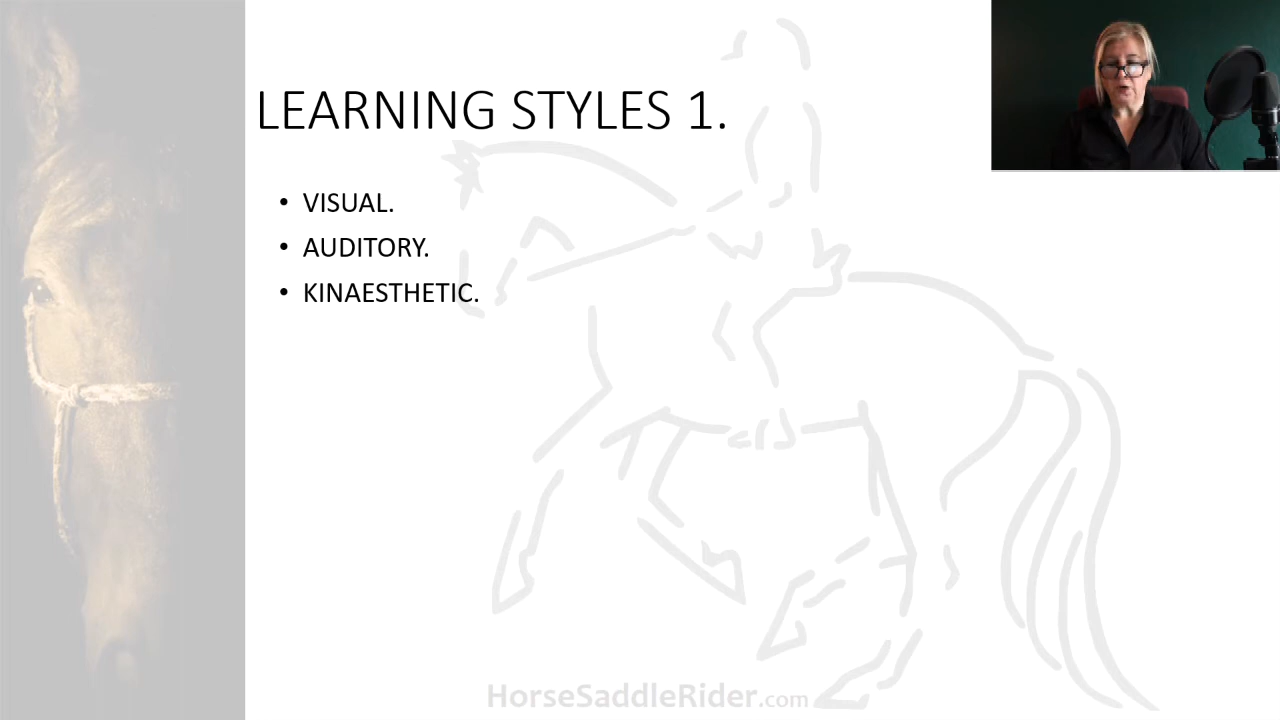 LEARNING STYLES 1.
• VISUAL.
• AUDITORY.
• KINAESTHETIC.
HorseSaddleRider.com